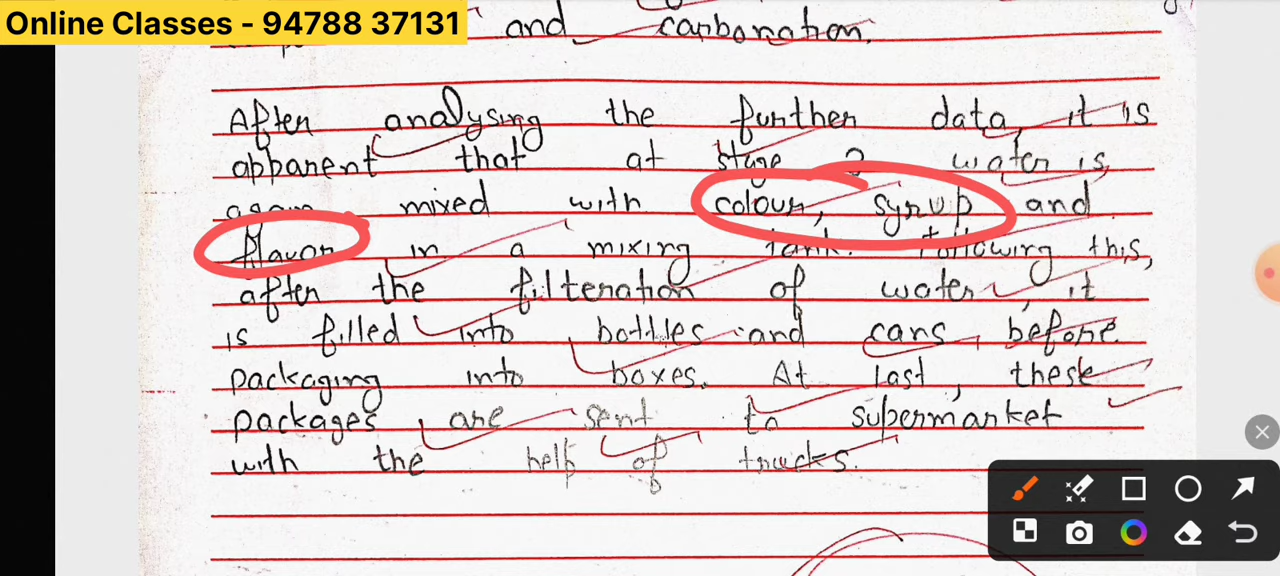 Online Classes - 94788 37131
and carbonation.
After analysing the further data, it is
apparent that at stage 2 water is,
again mixed with colour, syrup and
flavor in a mixing tank. following this,
after the filteration of water, it
is filled into bottles and cans, before
packaging into boxes. At last, these
packages are sent to supermarket
with the help of trucks.